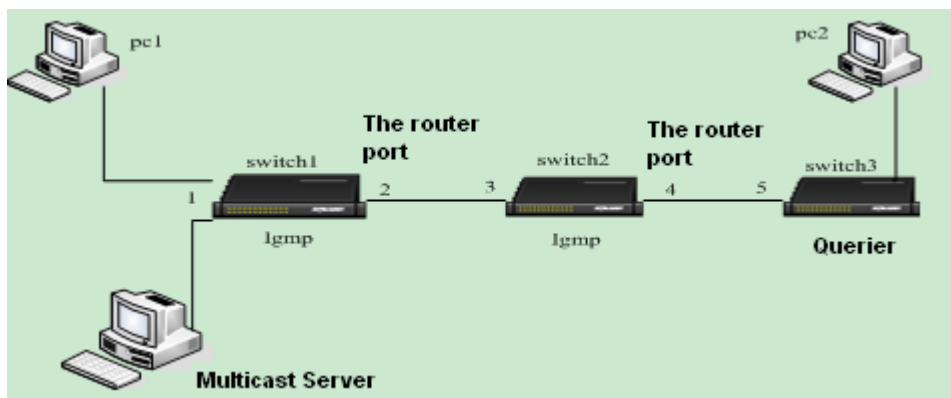 pc1
pc2
The router
port
The router
port
switch1
switch2
switch3
1
2
3
4
5
Igmp
Igmp
Querier
Multicast Server